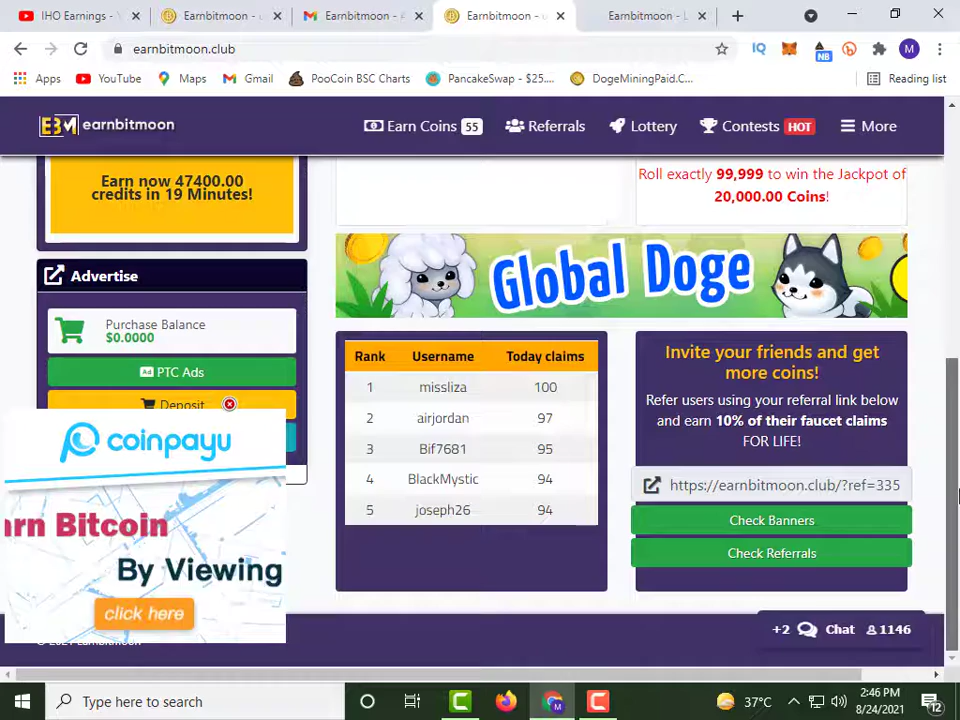 IHO Earnings - Y
Earnbitmoon - u
Earnbitmoon - A
Earnbitmoon - u
Earnbitmoon - L
earnbitmoon.club
IQ
NB
M
Apps
YouTube
Maps
Gmail
PooCoin BSC Charts
PancakeSwap - $25....
DogeMiningPaid.C...
Reading list
EBM earnbitmoon
Earn Coins 55
Referrals
Lottery
Contests HOT
More
Earn now 47400.00
credits in 19 Minutes!
Roll exactly 99,999 to win the Jackpot of
20,000.00 Coins!
Global Doge
Advertise
Purchase Balance
$0.0000
Ad PTC Ads
Deposit
coinpayu
arn Bitcoin
By Viewing
click here
Rank Username Today claims
1 missliza 100
2 airjordan 97
3 Bif7681 95
4 BlackMystic 94
5 joseph26 94
Invite your friends and get
more coins!
Refer users using your referral link below
and earn 10% of their faucet claims
FOR LIFE!
https://earnbitmoon.club/?ref=335
Check Banners
Check Referrals
+2 Chat 1146
Type here to search
M
37°C
2:46 PM
8/24/2021
12